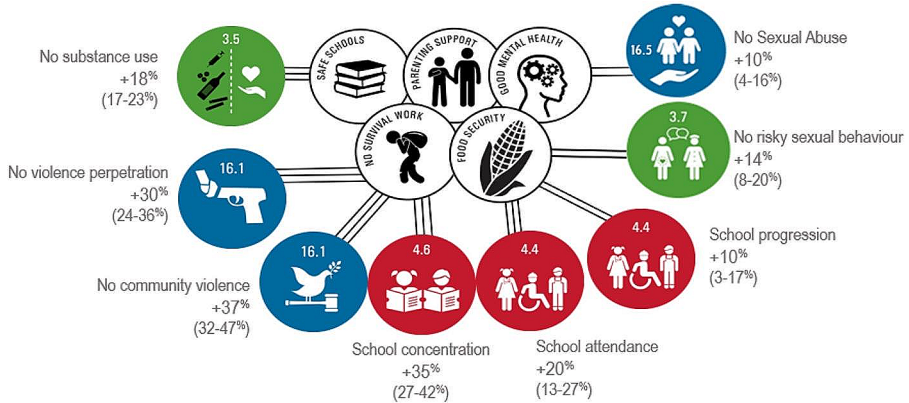 No substance use
+18%
(17-23%)
3.5
SAFE SCHOOLS
PARENTING SUPPORT
GOOD MENTAL HEALTH
16.5
No Sexual Abuse
+10%
(4-16%)
NO SURVIVAL WORK
FOOD SECURITY
3.7
No risky sexual behaviour
+14%
(8-20%)
No violence perpetration
+30%
(24-36%)
16.1
4.4
School progression
+10%
(3-17%)
No community violence
+37%
(32-47%)
16.1
4.6
School concentration
+35%
(27-42%)
4.4
School attendance
+20%
(13-27%)